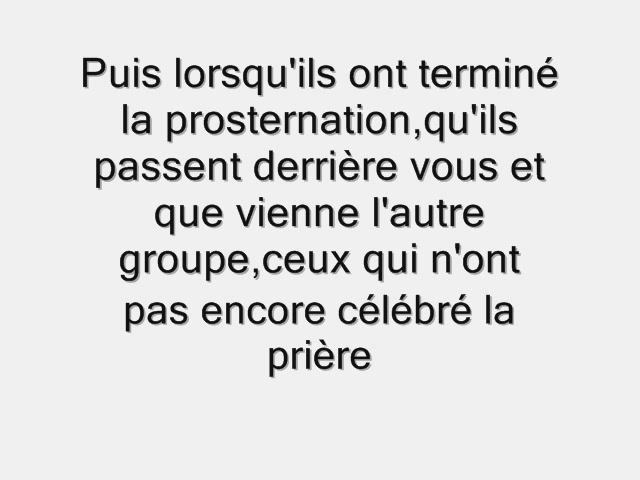 Puis lorsqu'ils ont terminé
la prosternation,qu'ils
passent derrière vous et
que vienne l'autre
groupe,ceux qui n'ont
pas encore célébré la
prière